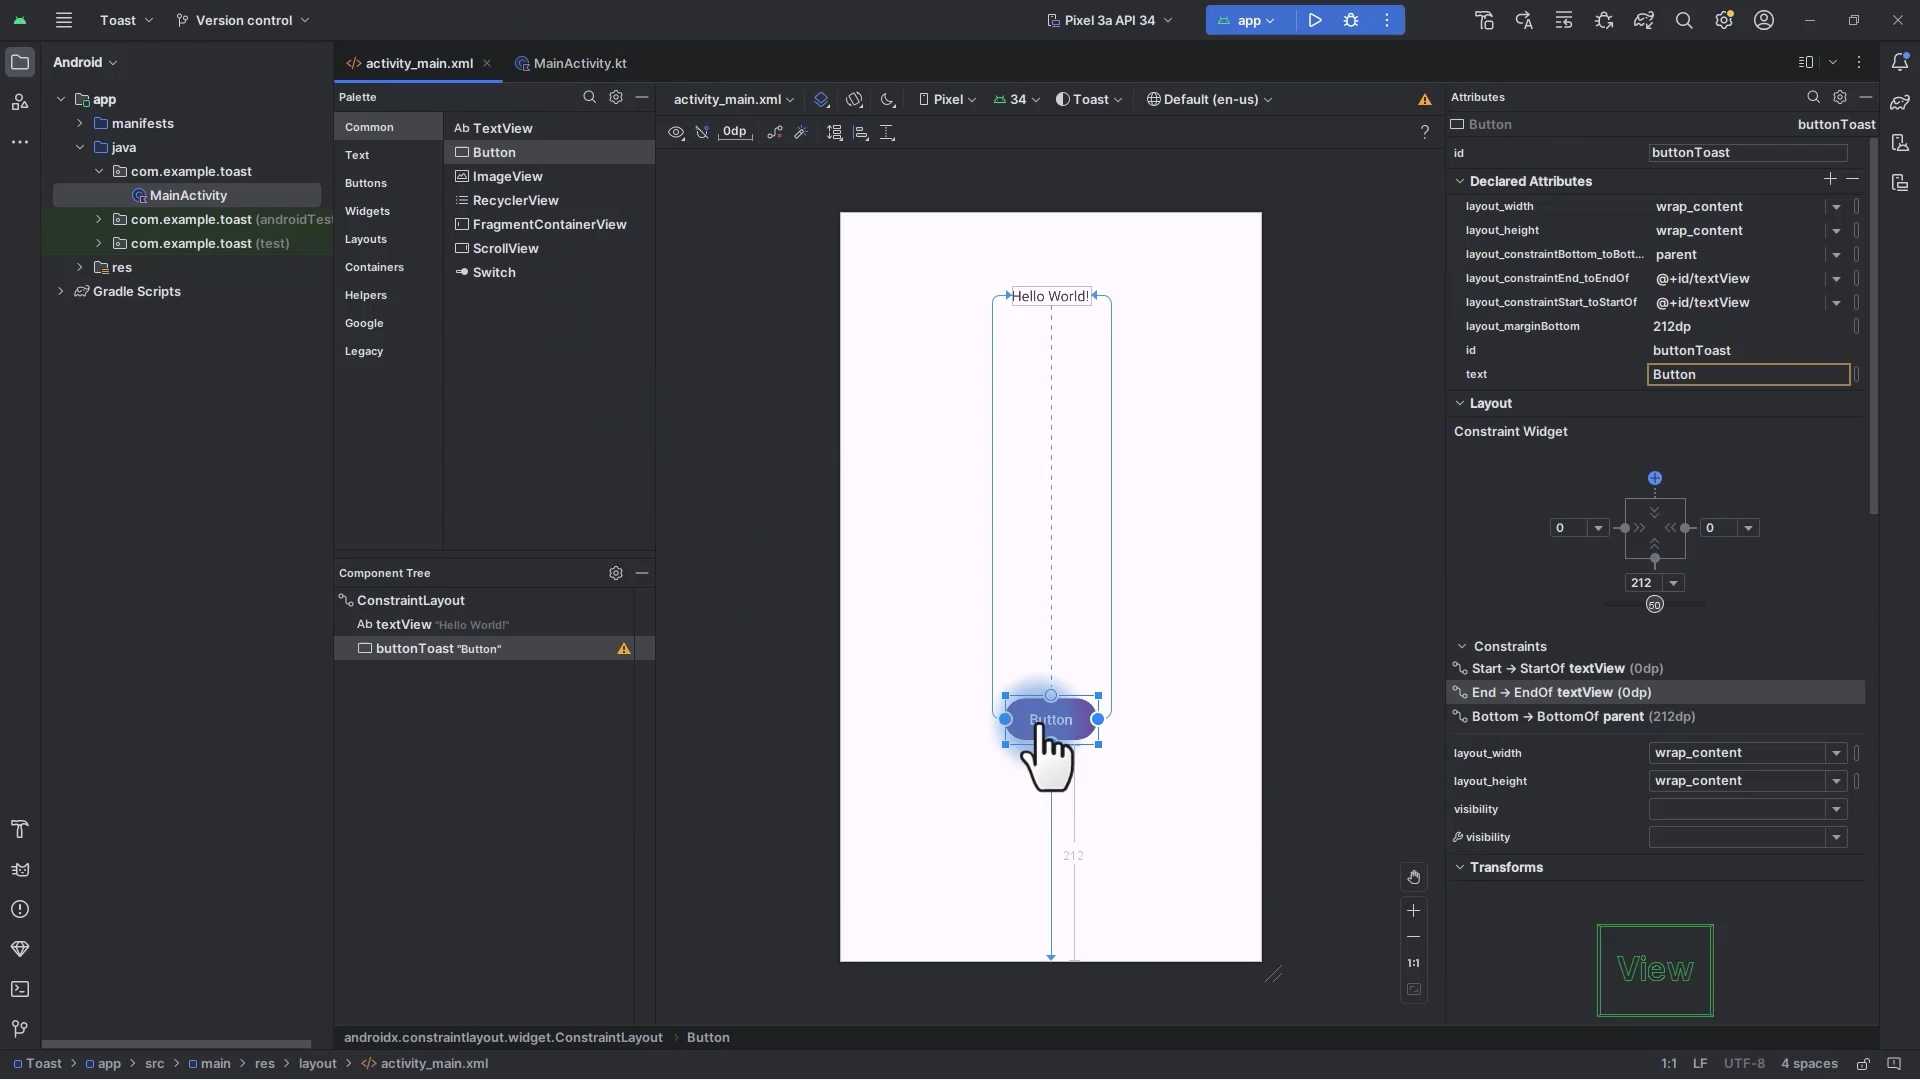 Toast
Version control
Pixel 3a API 34
app
Android
app
manifests
java
com.example.toast
MainActivity
com.example.toast (androidTest
com.example.toast (test)
res
Gradle Scripts
activity_main.xml
MainActivity.kt
Palette
Common
Text
Buttons
Widgets
Layouts
Containers
Helpers
Google
Legacy
Ab TextView
Button
ImageView
RecyclerView
FragmentContainerView
ScrollView
Switch
Component Tree
ConstraintLayout
Ab textView "Hello World!"
buttonToast "Button"
activity_main.xml
Pixel
34
Toast
Default (en-us)
0dp
?
Hello World!
Button
212
1:1
Attributes
Button
buttonToast
id buttonToast
Declared Attributes
layout_width wrap_content
layout_height wrap_content
layout_constraintBottom_toBott... parent
layout_constraintEnd_toEndOf @+id/textView
layout_constraintStart_toStartOf @+id/textView
layout_marginBottom 212dp
id buttonToast
text Button
Layout
Constraint Widget
0
0
212
50
Constraints
Start → StartOf textView (0dp)
End → EndOf textView (0dp)
Bottom → BottomOf parent (212dp)
layout_width wrap_content
layout_height wrap_content
visibility
visibility
Transforms
View
androidx.constraintlayout.widget.ConstraintLayout > Button
Toast > app > src > main > res > layout > activity_main.xml
1:1 LF UTF-8 4 spaces